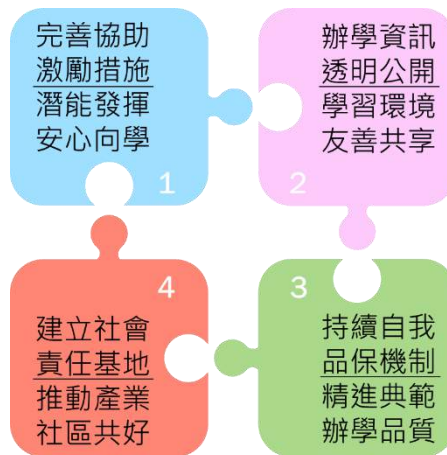 完善協助
激勵措施
潛能發揮
安心向學
1
辦學資訊
透明公開
學習環境
友善共享
2
3
持續自我
品保機制
精進典範
辦學品質
4
建立社會
責任基地
推動產業
社區共好